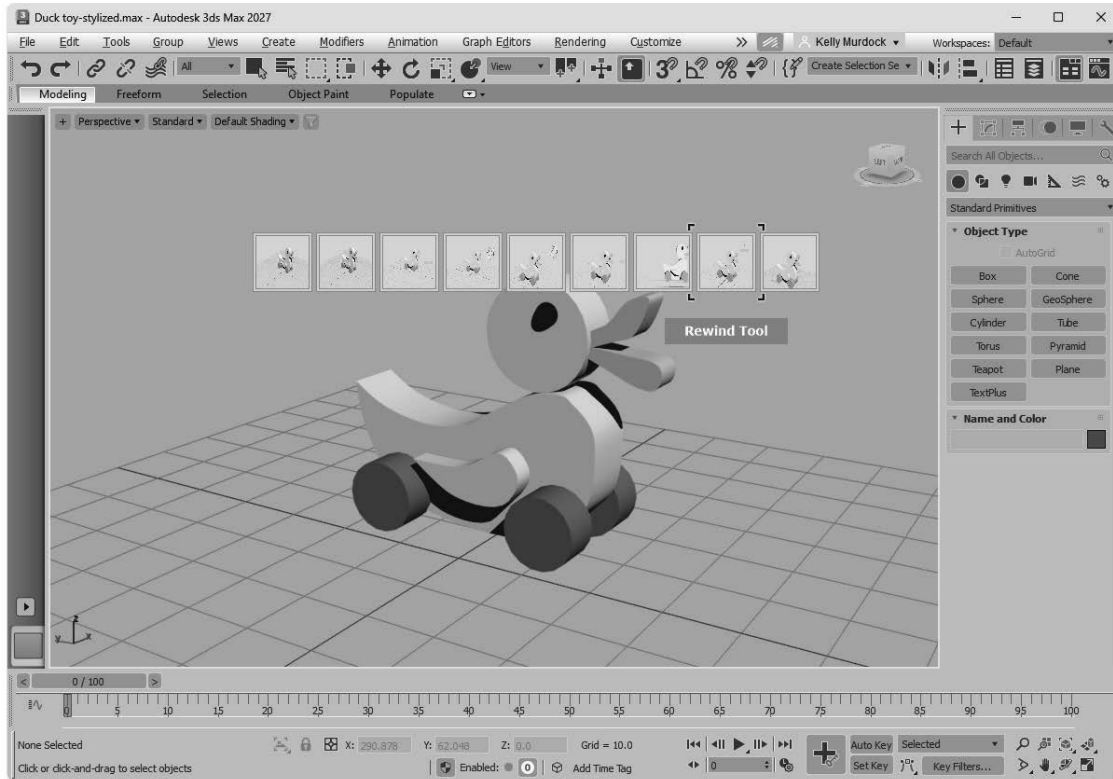 Duck toy-stylized.max - Autodesk 3ds Max 2027
File Edit Tools Group Views Create Modifiers Animation Graph Editors Rendering Customize Kelly Murdock Workspaces: Default
All View Create Selection Se
Modeling Freeform Selection Object Paint Populate
+ Perspective Standard Default Shading
Search All Objects...
Standard Primitives
Object Type
AutoGrid
Box Cone
Sphere GeoSphere
Cylinder Tube
Torus Pyramid
Teapot Plane
TextPlus
Name and Color
Rewind Tool
z
y x
< 0 / 100 >
0 5 10 15 20 25 30 35 40 45 50 55 60 65 70 75 80 85 90 95 100
None Selected X: 290.878 Y: 62.048 Z: 0.0 Grid = 10.0 Auto Key Selected
Click or click-and-drag to select objects Enabled: 0 Add Time Tag 0 Set Key Key Filters...